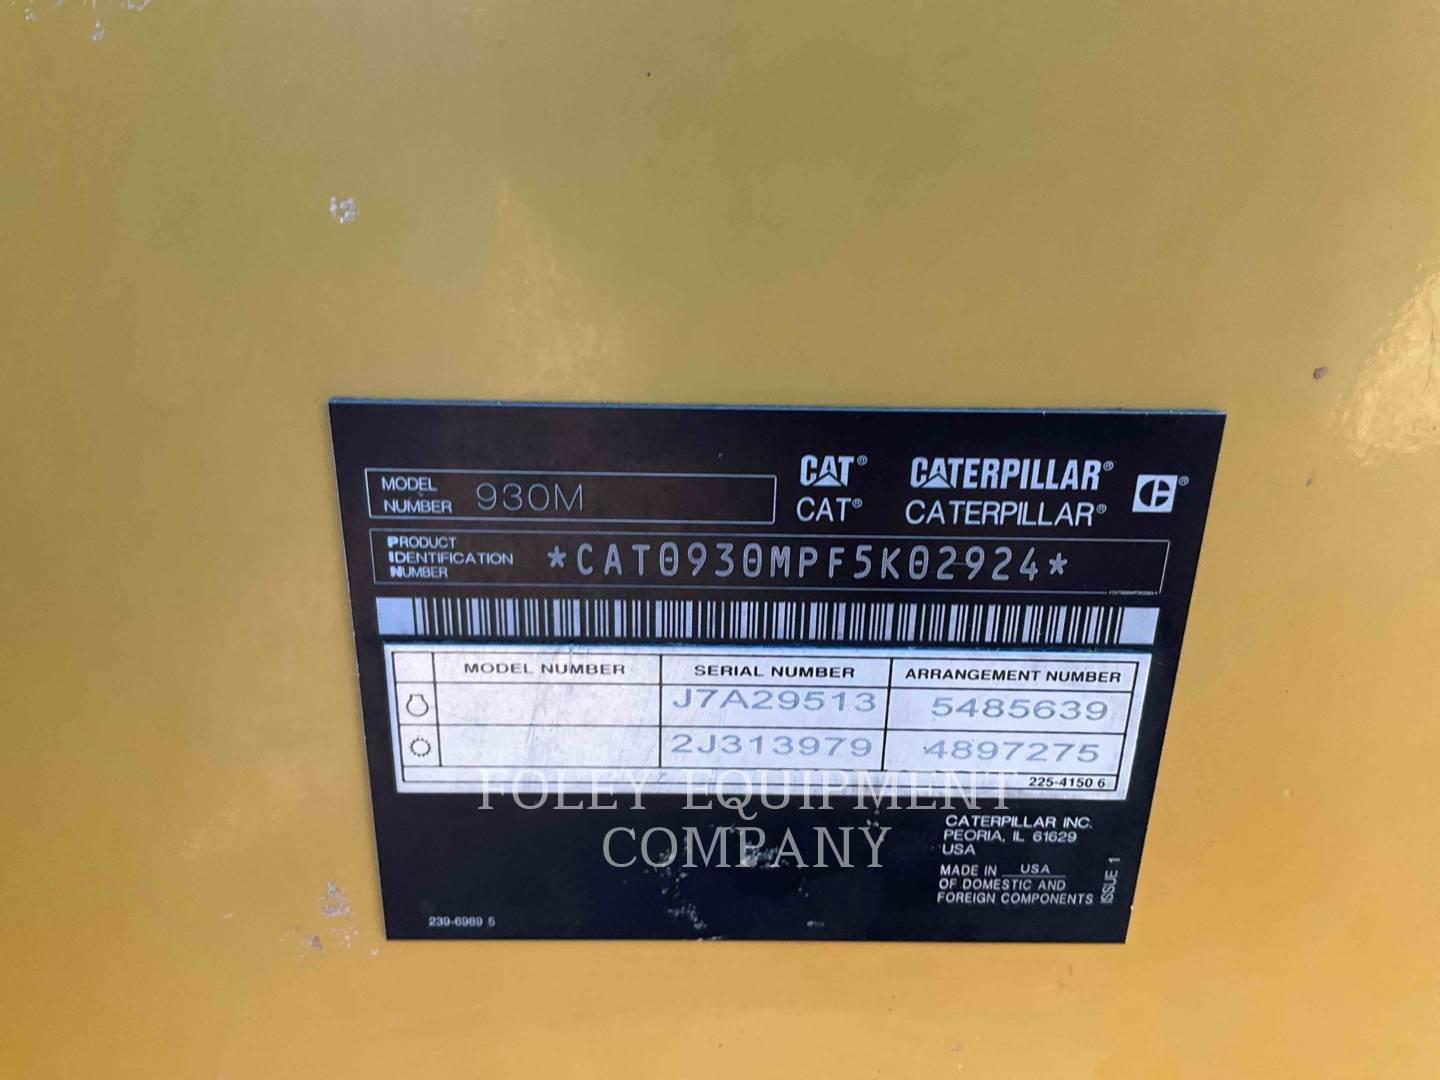 CAT® CATERPILLAR®
MODEL NUMBER 930M
CAT® CATERPILLAR®
PRODUCT IDENTIFICATION NUMBER *CAT0930MPF5K02924*
MODEL NUMBER SERIAL NUMBER ARRANGEMENT NUMBER
J7A29513 5485639
2J313979 4897275
225-4150 6
FOLEY EQUIPMENT
COMPANY
CATERPILLAR INC.
PEORIA, IL 61629
USA
MADE IN USA
OF DOMESTIC AND
FOREIGN COMPONENTS
ISSUE 1
239-6989 5